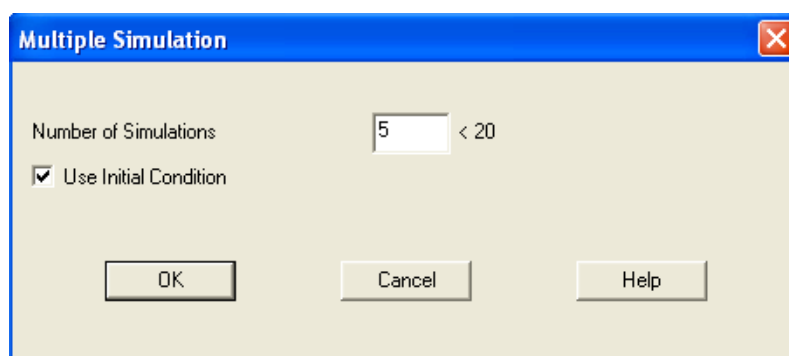 Multiple Simulation
Number of Simulations 5 < 20
Use Initial Condition
OK Cancel Help